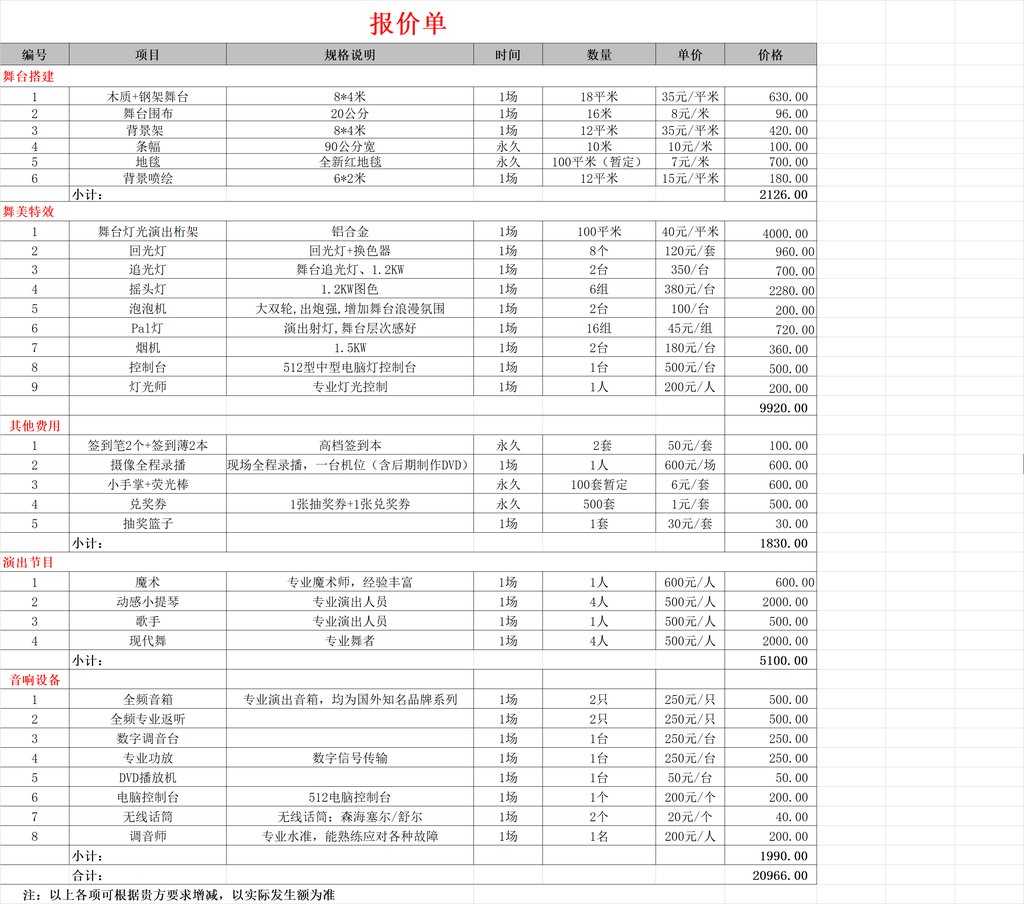 报价单
编号 项目 规格说明 时间 数量 单价 价格
舞台搭建
1 木质+钢架舞台 8*4米 1场 18平米 35元/平米 630.00
2 舞台围布 20公分 1场 16米 8元/米 96.00
3 背景架 8*4米 1场 12平米 35元/平米 420.00
4 条幅 90公分宽 永久 10米 10元/米 100.00
5 地毯 全新红地毯 永久 100平米（暂定） 7元/米 700.00
6 背景喷绘 6*2米 1场 12平米 15元/平米 180.00
小计： 2126.00
舞美特效
1 舞台灯光演出桁架 铝合金 1场 100平米 40元/平米 4000.00
2 回光灯 回光灯+换色器 1场 8个 120元/套 960.00
3 追光灯 舞台追光灯、1.2KW 1场 2台 350/台 700.00
4 摇头灯 1.2KW图色 1场 6组 380元/台 2280.00
5 泡泡机 大双轮,出炮强,增加舞台浪漫氛围 1场 2台 100/台 200.00
6 Pal灯 演出射灯,舞台层次感好 1场 16组 45元/组 720.00
7 烟机 1.5KW 1场 2台 180元/台 360.00
8 控制台 512型中型电脑灯控制台 1场 1台 500元/台 500.00
9 灯光师 专业灯光控制 1场 1人 200元/人 200.00
9920.00
其他费用
1 签到笔2个+签到薄2本 高档签到本 永久 2套 50元/套 100.00
2 摄像全程录播 现场全程录播，一台机位（含后期制作DVD） 1场 1人 600元/场 600.00
3 小手掌+荧光棒 永久 100套暂定 6元/套 600.00
4 兑奖券 1张抽奖券+1张兑奖券 永久 500套 1元/套 500.00
5 抽奖篮子 1场 1套 30元/套 30.00
小计： 1830.00
演出节目
1 魔术 专业魔术师，经验丰富 1场 1人 600元/人 600.00
2 动感小提琴 专业演出人员 1场 4人 500元/人 2000.00
3 歌手 专业演出人员 1场 1人 500元/人 500.00
4 现代舞 专业舞者 1场 4人 500元/人 2000.00
小计： 5100.00
音响设备
1 全频音箱 专业演出音箱，均为国外知名品牌系列 1场 2只 250元/只 500.00
2 全频专业返听 1场 2只 250元/只 500.00
3 数字调音台 1场 1台 250元/台 250.00
4 专业功放 数字信号传输 1场 1台 250元/台 250.00
5 DVD播放机 1场 1台 50元/台 50.00
6 电脑控制台 512电脑控制台 1场 1个 200元/个 200.00
7 无线话筒 无线话筒：森海塞尔/舒尔 1场 2个 20元/个 40.00
8 调音师 专业水准，能熟练应对各种故障 1场 1名 200元/人 200.00
小计： 1990.00
合计： 20966.00
注：以上各项可根据贵方要求增减，以实际发生额为准